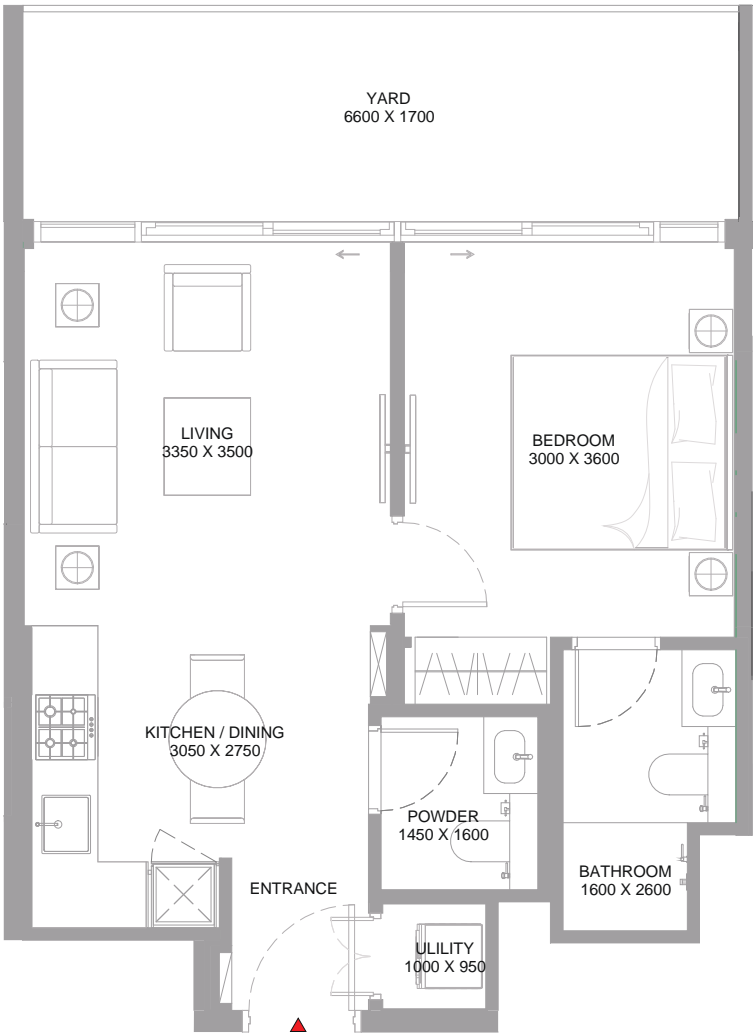 YARD
6600 X 1700
LIVING
3350 X 3500
BEDROOM
3000 X 3600
KITCHEN / DINING
3050 X 2750
POWDER
1450 X 1600
BATHROOM
1600 X 2600
ENTRANCE
ULILITY
1000 X 950